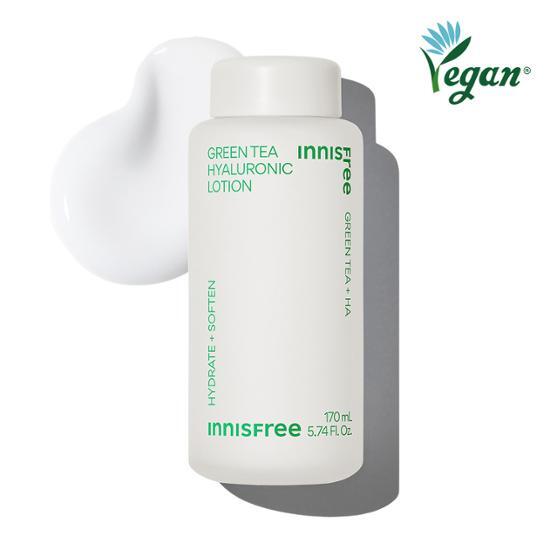 Vegan®
GREEN TEA
HYALURONIC
LOTION
INNISFree
GREEN TEA + HA
HYDRATE + SOFTEN
170 mL
5.74 Fl. Oz.
INNISFree